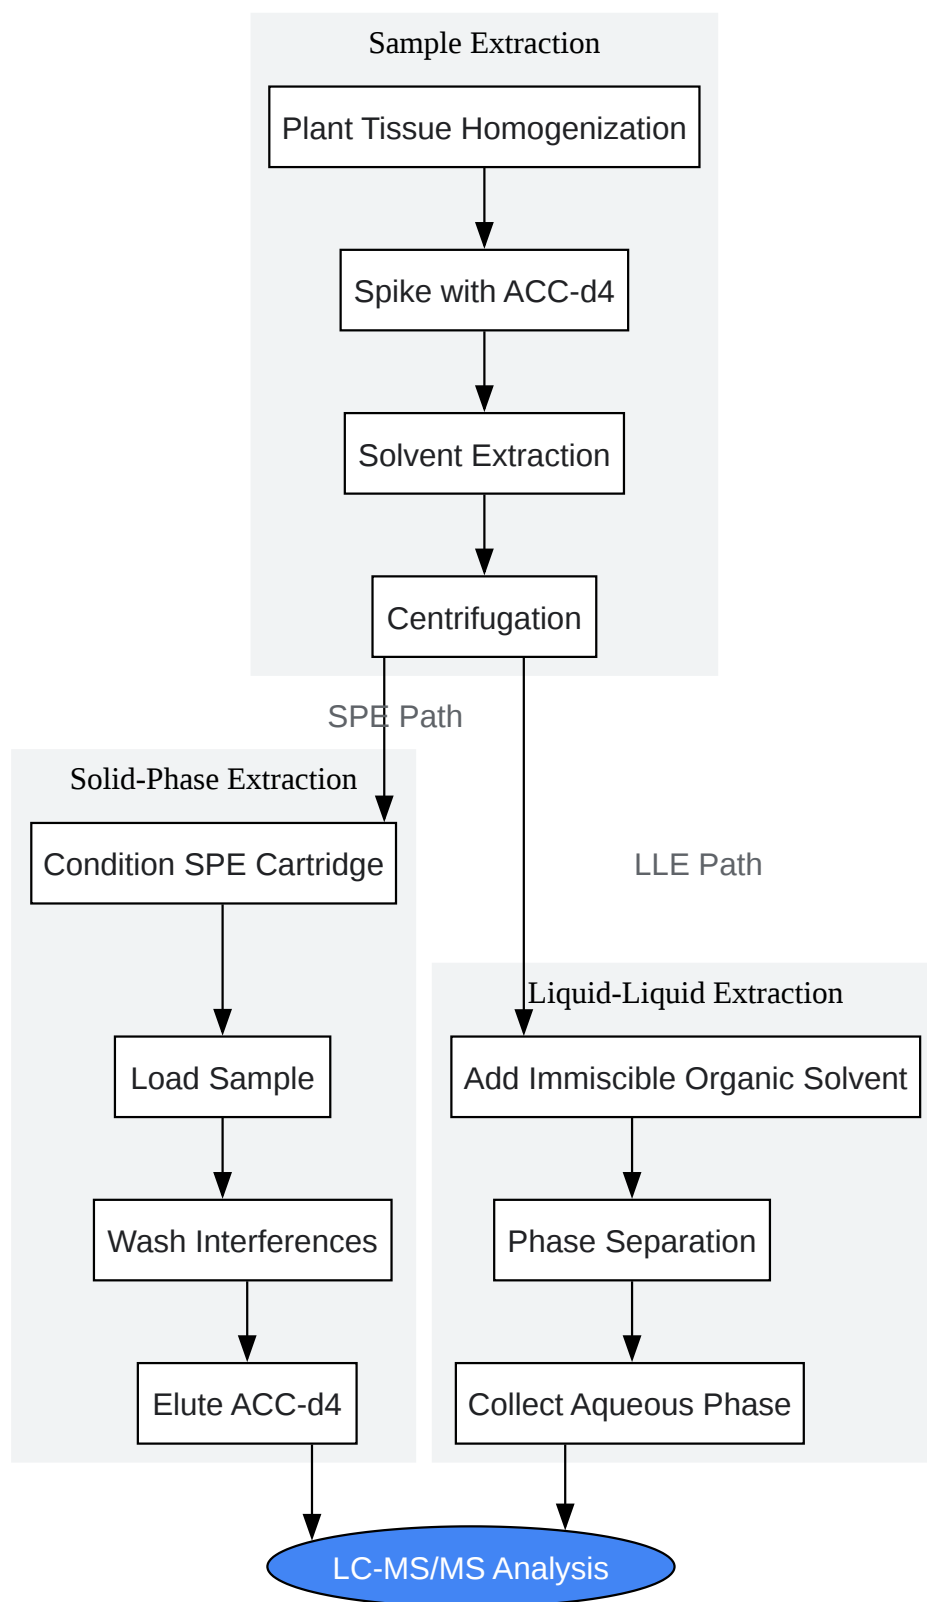 Sample Extraction
Plant Tissue Homogenization
Spike with ACC-d4
Solvent Extraction
Centrifugation
SPE Path
Solid-Phase Extraction
Condition SPE Cartridge
Load Sample
Wash Interferences
Elute ACC-d4
LLE Path
Liquid-Liquid Extraction
Add Immiscible Organic Solvent
Phase Separation
Collect Aqueous Phase
LC-MS/MS Analysis